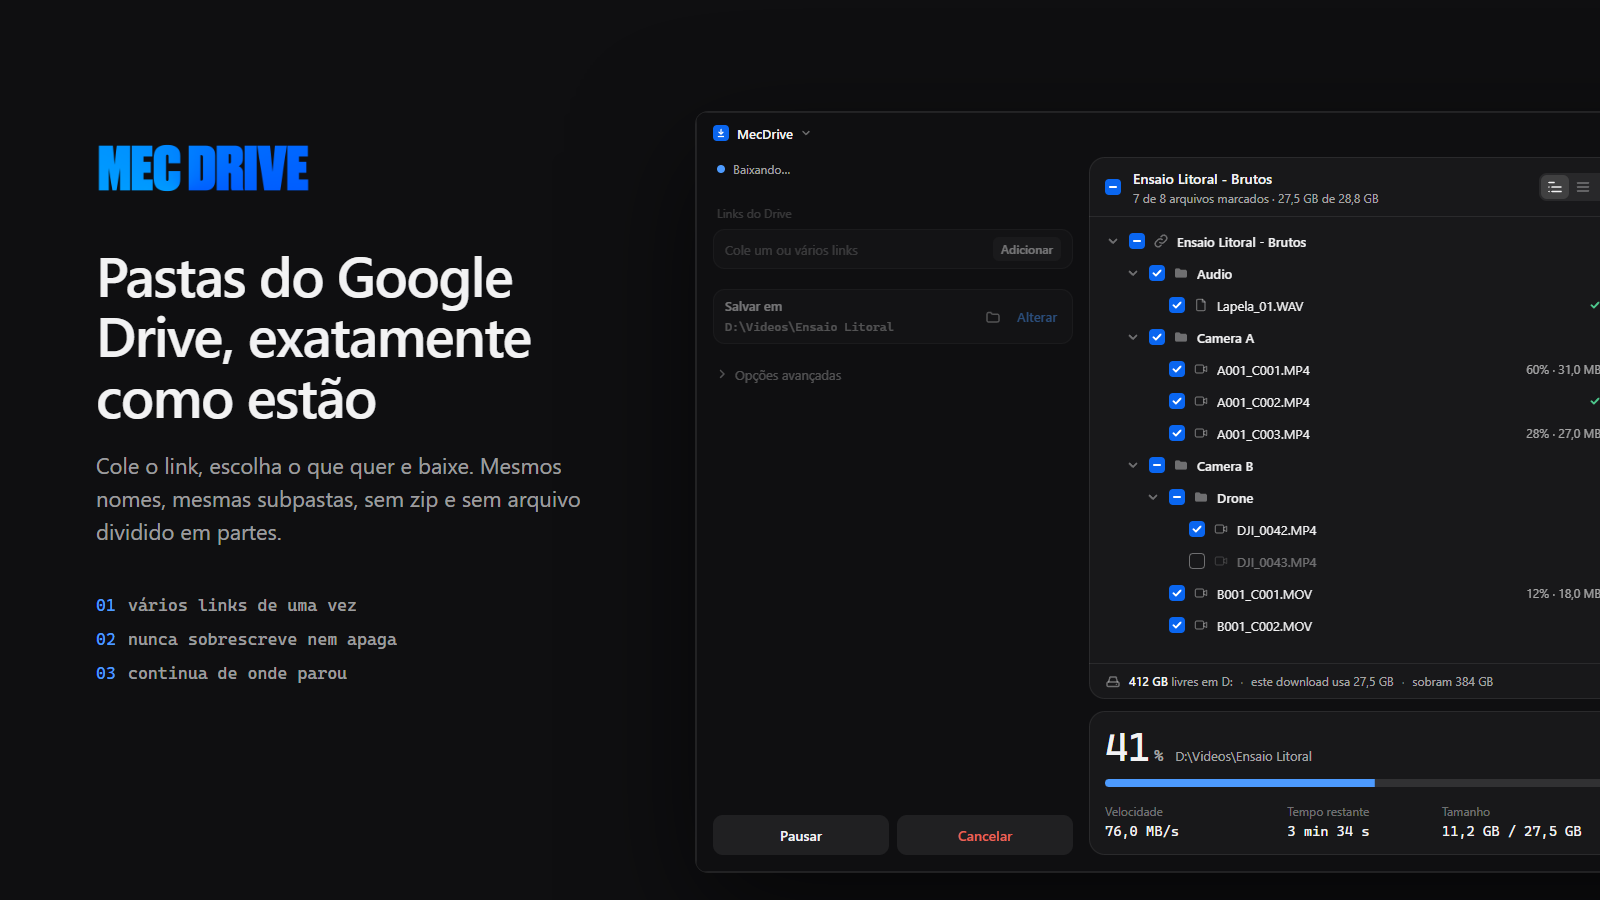 MEC DRIVE
Pastas do Google
Drive, exatamente
como estão
Cole o link, escolha o que quer e baixe. Mesmos
nomes, mesmas subpastas, sem zip e sem arquivo
dividido em partes.
01 vários links de uma vez
02 nunca sobrescreve nem apaga
03 continua de onde parou
MecDrive
Baixando...
Links do Drive
Cole um ou vários links
Adicionar
Salvar em
D:\Videos\Ensaio Litoral
Alterar
Opções avançadas
Pausar
Cancelar
Ensaio Litoral - Brutos
7 de 8 arquivos marcados · 27,5 GB de 28,8 GB
Ensaio Litoral - Brutos
Audio
Lapela_01.WAV
Camera A
A001_C001.MP4 60% · 31,0 MB
A001_C002.MP4
A001_C003.MP4 28% · 27,0 MB
Camera B
Drone
DJI_0042.MP4
DJI_0043.MP4
B001_C001.MOV 12% · 18,0 MB
B001_C002.MOV
412 GB livres em D: · este download usa 27,5 GB · sobram 384 GB
41 % D:\Videos\Ensaio Litoral
Velocidade Tempo restante Tamanho
76,0 MB/s 3 min 34 s 11,2 GB / 27,5 GB